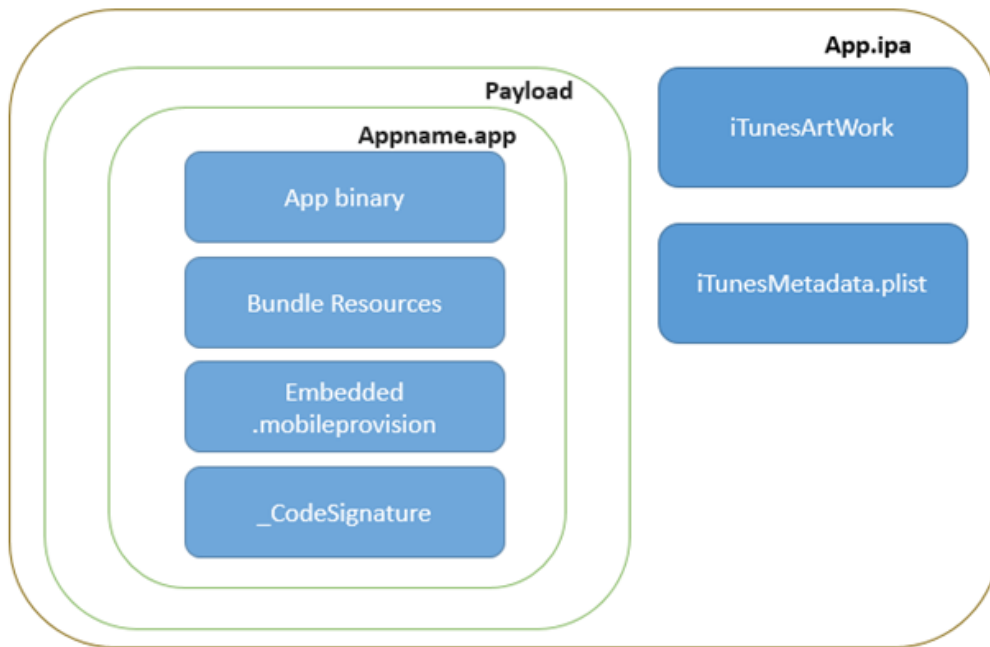 App.ipa
Payload
Appname.app
App binary
Bundle Resources
Embedded
.mobileprovision
_CodeSignature
iTunesArtWork
iTunesMetadata.plist